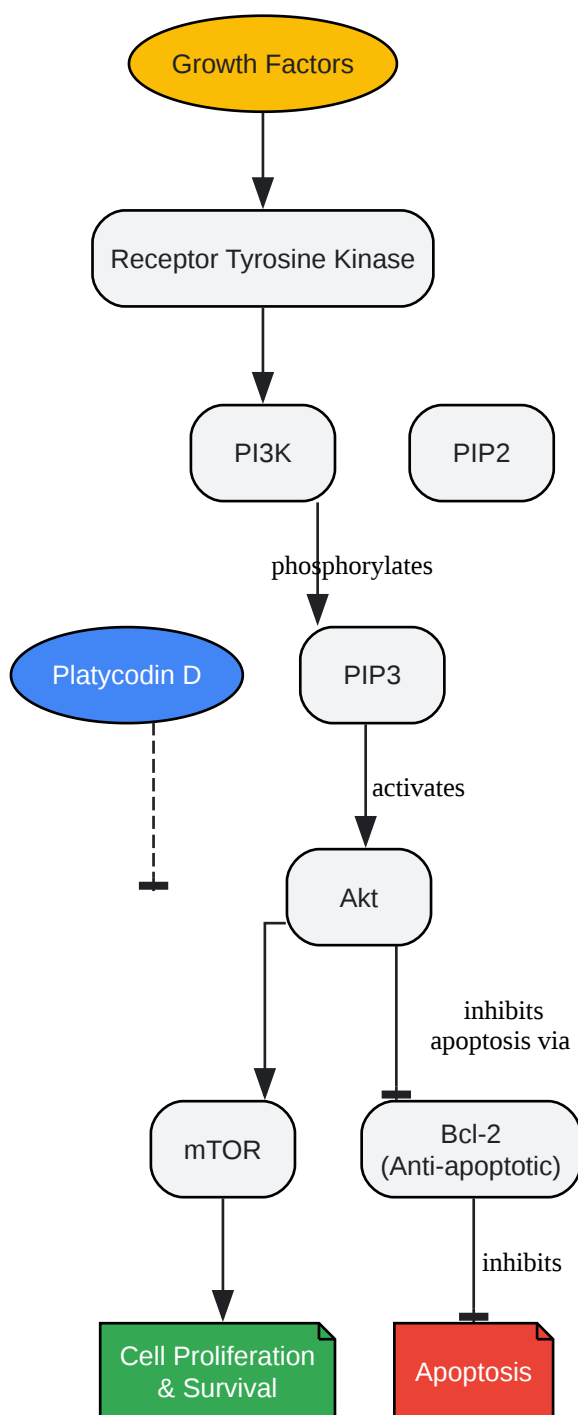 Growth Factors
Receptor Tyrosine Kinase
PI3K
PIP2
phosphorylates
Platycodin D
PIP3
activates
Akt
inhibits
apoptosis via
mTOR
Bcl-2
(Anti-apoptotic)
inhibits
Cell Proliferation
& Survival
Apoptosis